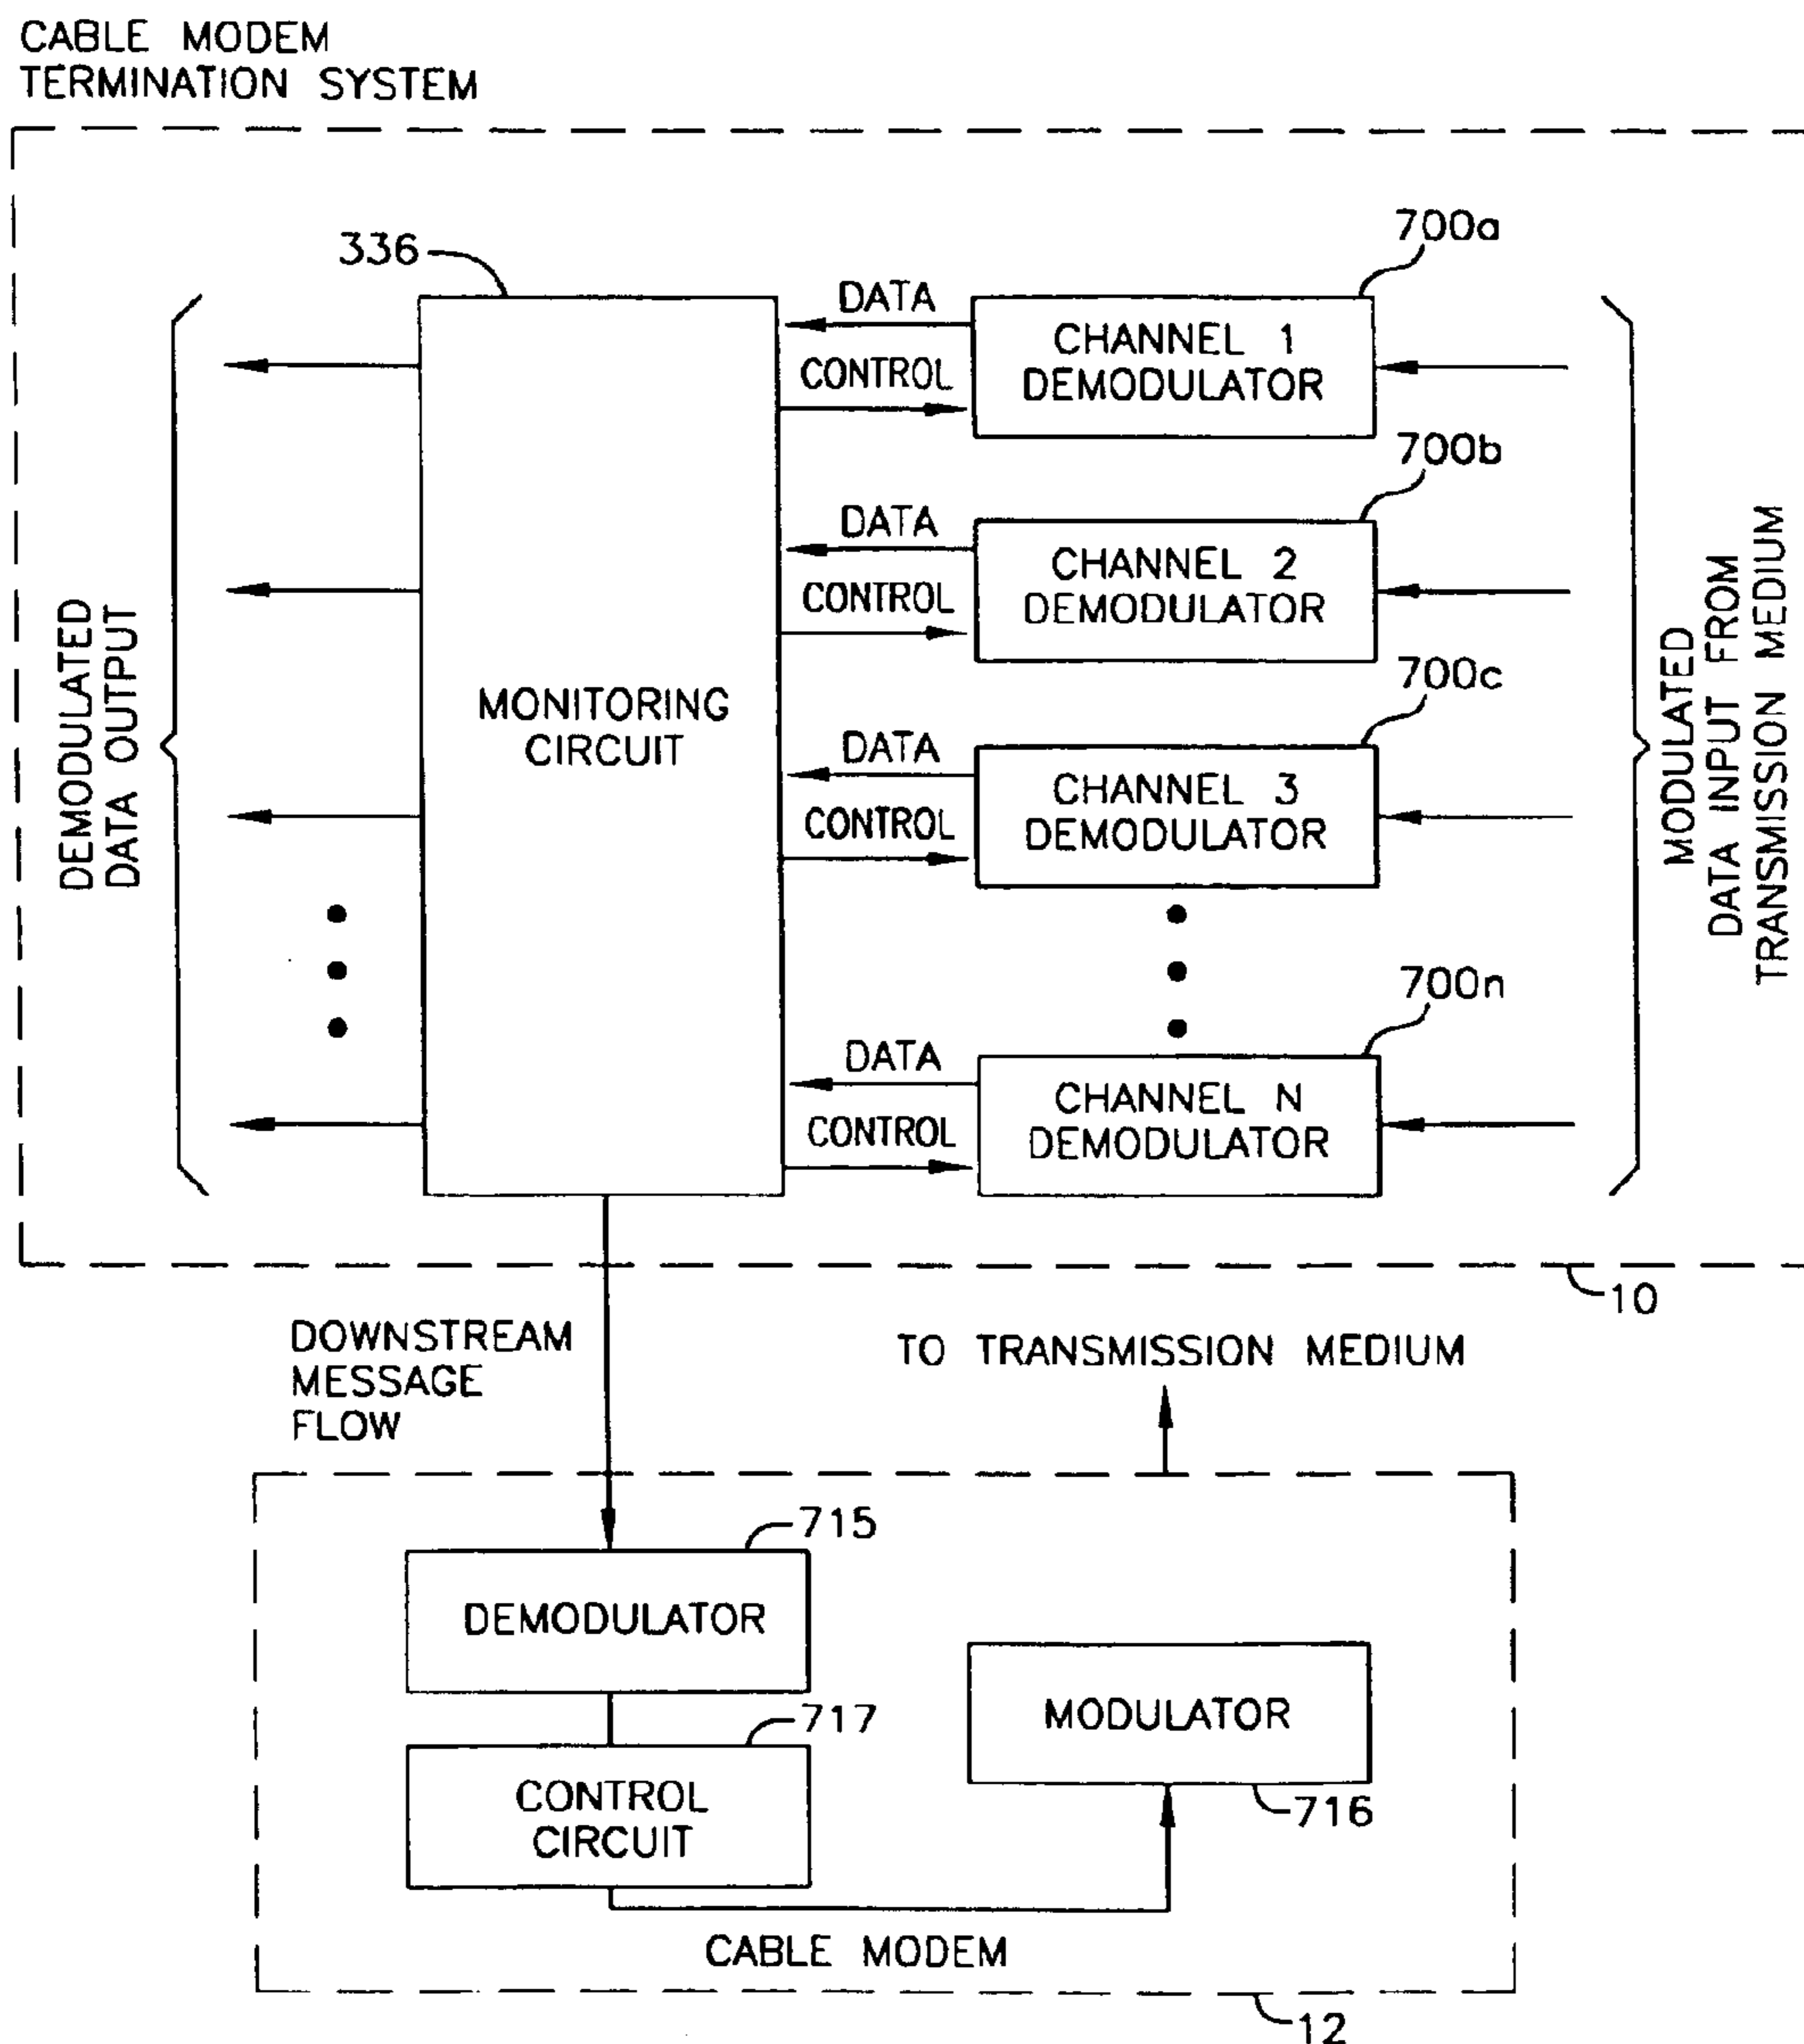 CABLE MODEM
TERMINATION SYSTEM
336
700a
DATA
CONTROL
CHANNEL 1
DEMODULATOR
700b
DATA
CONTROL
CHANNEL 2
DEMODULATOR
700c
DATA
CONTROL
CHANNEL 3
DEMODULATOR
700n
DATA
CONTROL
CHANNEL N
DEMODULATOR
MONITORING
CIRCUIT
DEMODULATED
DATA OUTPUT
MODULATED
DATA INPUT FROM
TRANSMISSION MEDIUM
10
DOWNSTREAM
MESSAGE
FLOW
TO TRANSMISSION MEDIUM
715
DEMODULATOR
717
CONTROL
CIRCUIT
MODULATOR
716
CABLE MODEM
12